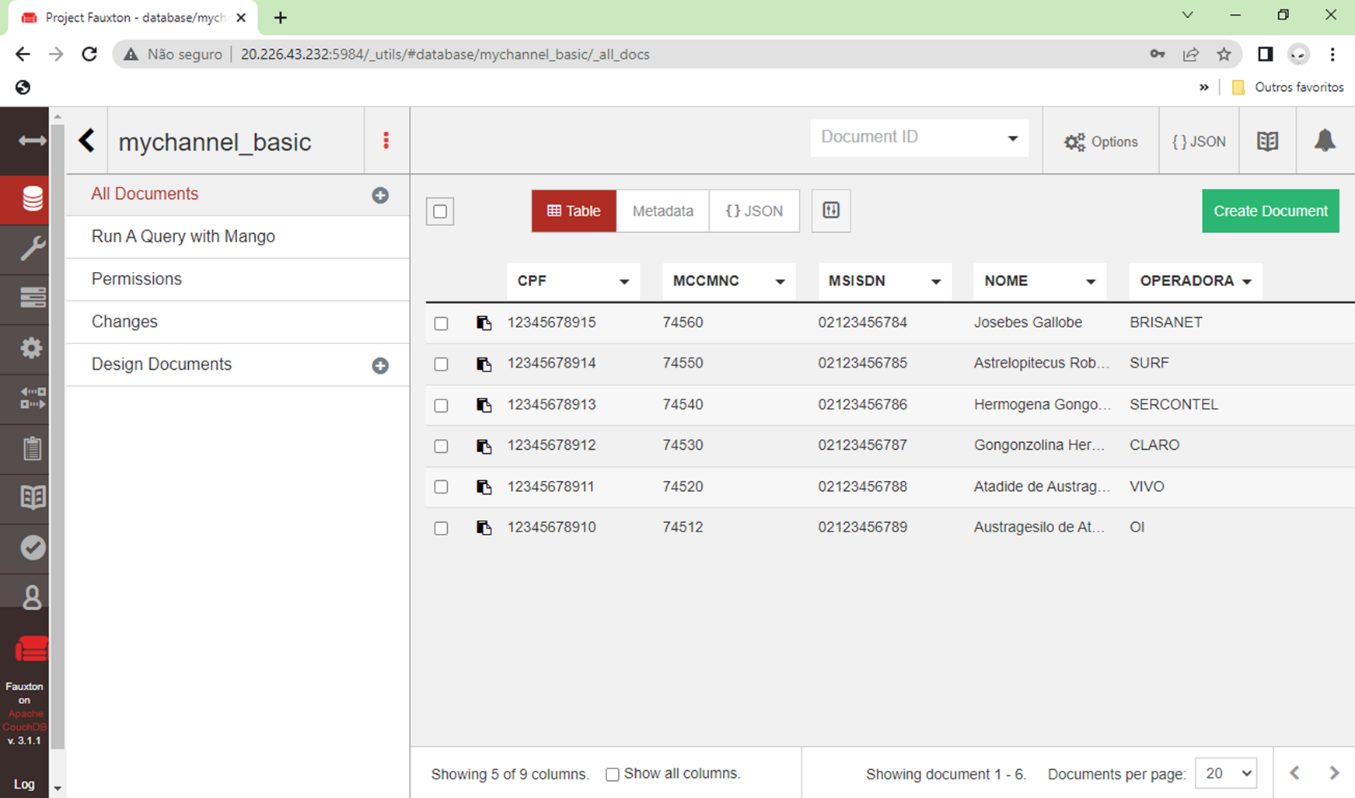 Project Fauxton - database/mych
Não seguro 20.226.43.232:5984/_utils/#database/mychannel_basic/_all_docs
» Outros favoritos
mychannel_basic
Document ID
Options
{ } JSON
All Documents
Run A Query with Mango
Permissions
Changes
Design Documents
Table Metadata {} JSON
Create Document
CPF MCCMNC MSISDN NOME OPERADORA
12345678915 74560 02123456784 Josebes Gallobe BRISANET
12345678914 74550 02123456785 Astrelopitecus Rob... SURF
12345678913 74540 02123456786 Hermogena Gongo... SERCONTEL
12345678912 74530 02123456787 Gongonzolina Her... CLARO
12345678911 74520 02123456788 Atadide de Austrag... VIVO
12345678910 74512 02123456789 Austragesilo de At... OI
Fauxton
on
Apache
CouchDB
v. 3.1.1
Log
Showing 5 of 9 columns. Show all columns. Showing document 1 - 6. Documents per page: 20